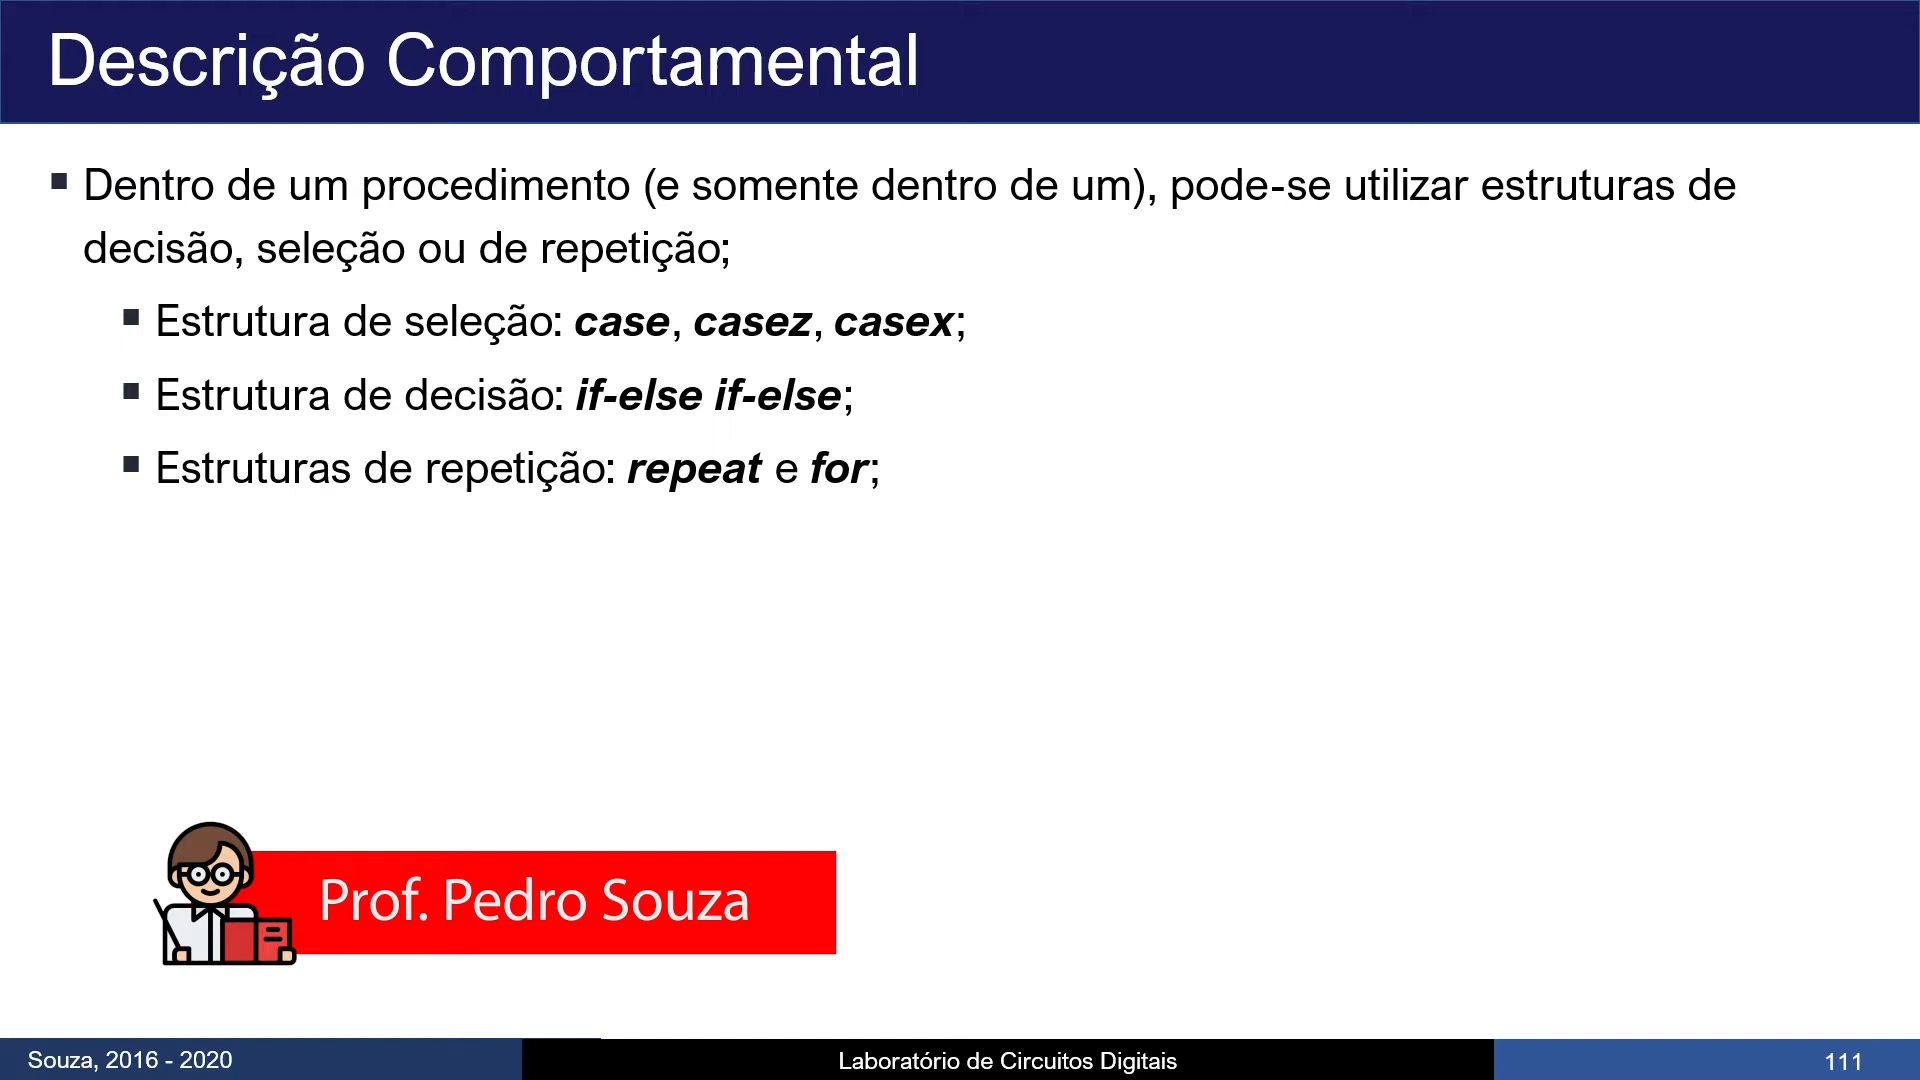 Descrição Comportamental
Dentro de um procedimento (e somente dentro de um), pode-se utilizar estruturas de
decisão, seleção ou de repetição;
Estrutura de seleção: case, casez, casex;
Estrutura de decisão: if-else if-else;
Estruturas de repetição: repeat e for;
Prof. Pedro Souza
Souza, 2016 - 2020
Laboratório de Circuitos Digitais
111